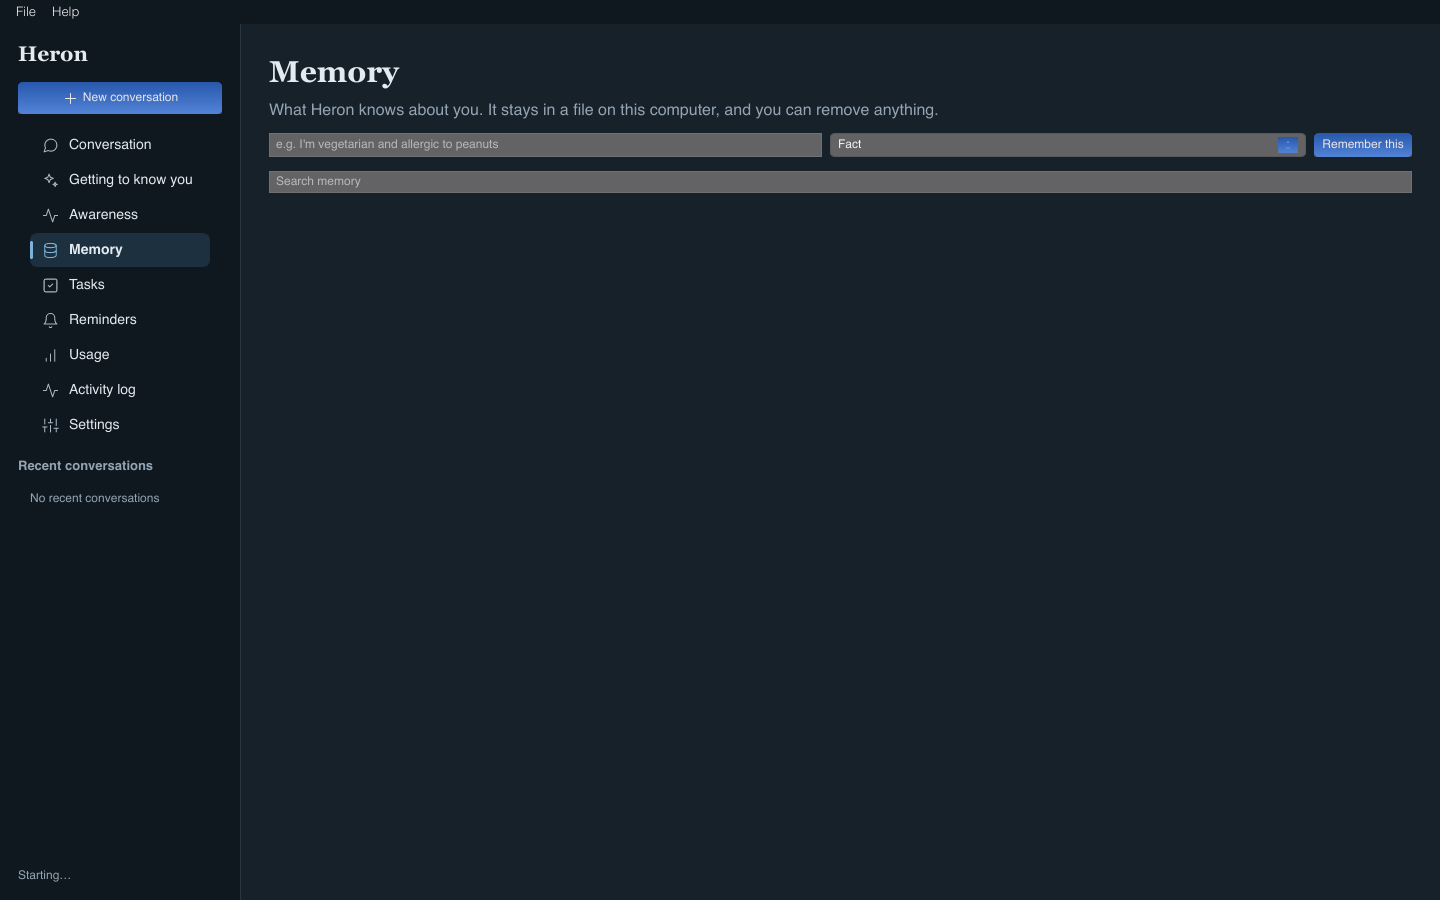 File Help
Heron
New conversation
Conversation
Getting to know you
Awareness
Memory
Tasks
Reminders
Usage
Activity log
Settings
Recent conversations
No recent conversations
Starting…
Memory
What Heron knows about you. It stays in a file on this computer, and you can remove anything.
e.g. I'm vegetarian and allergic to peanuts
Fact
Remember this
Search memory